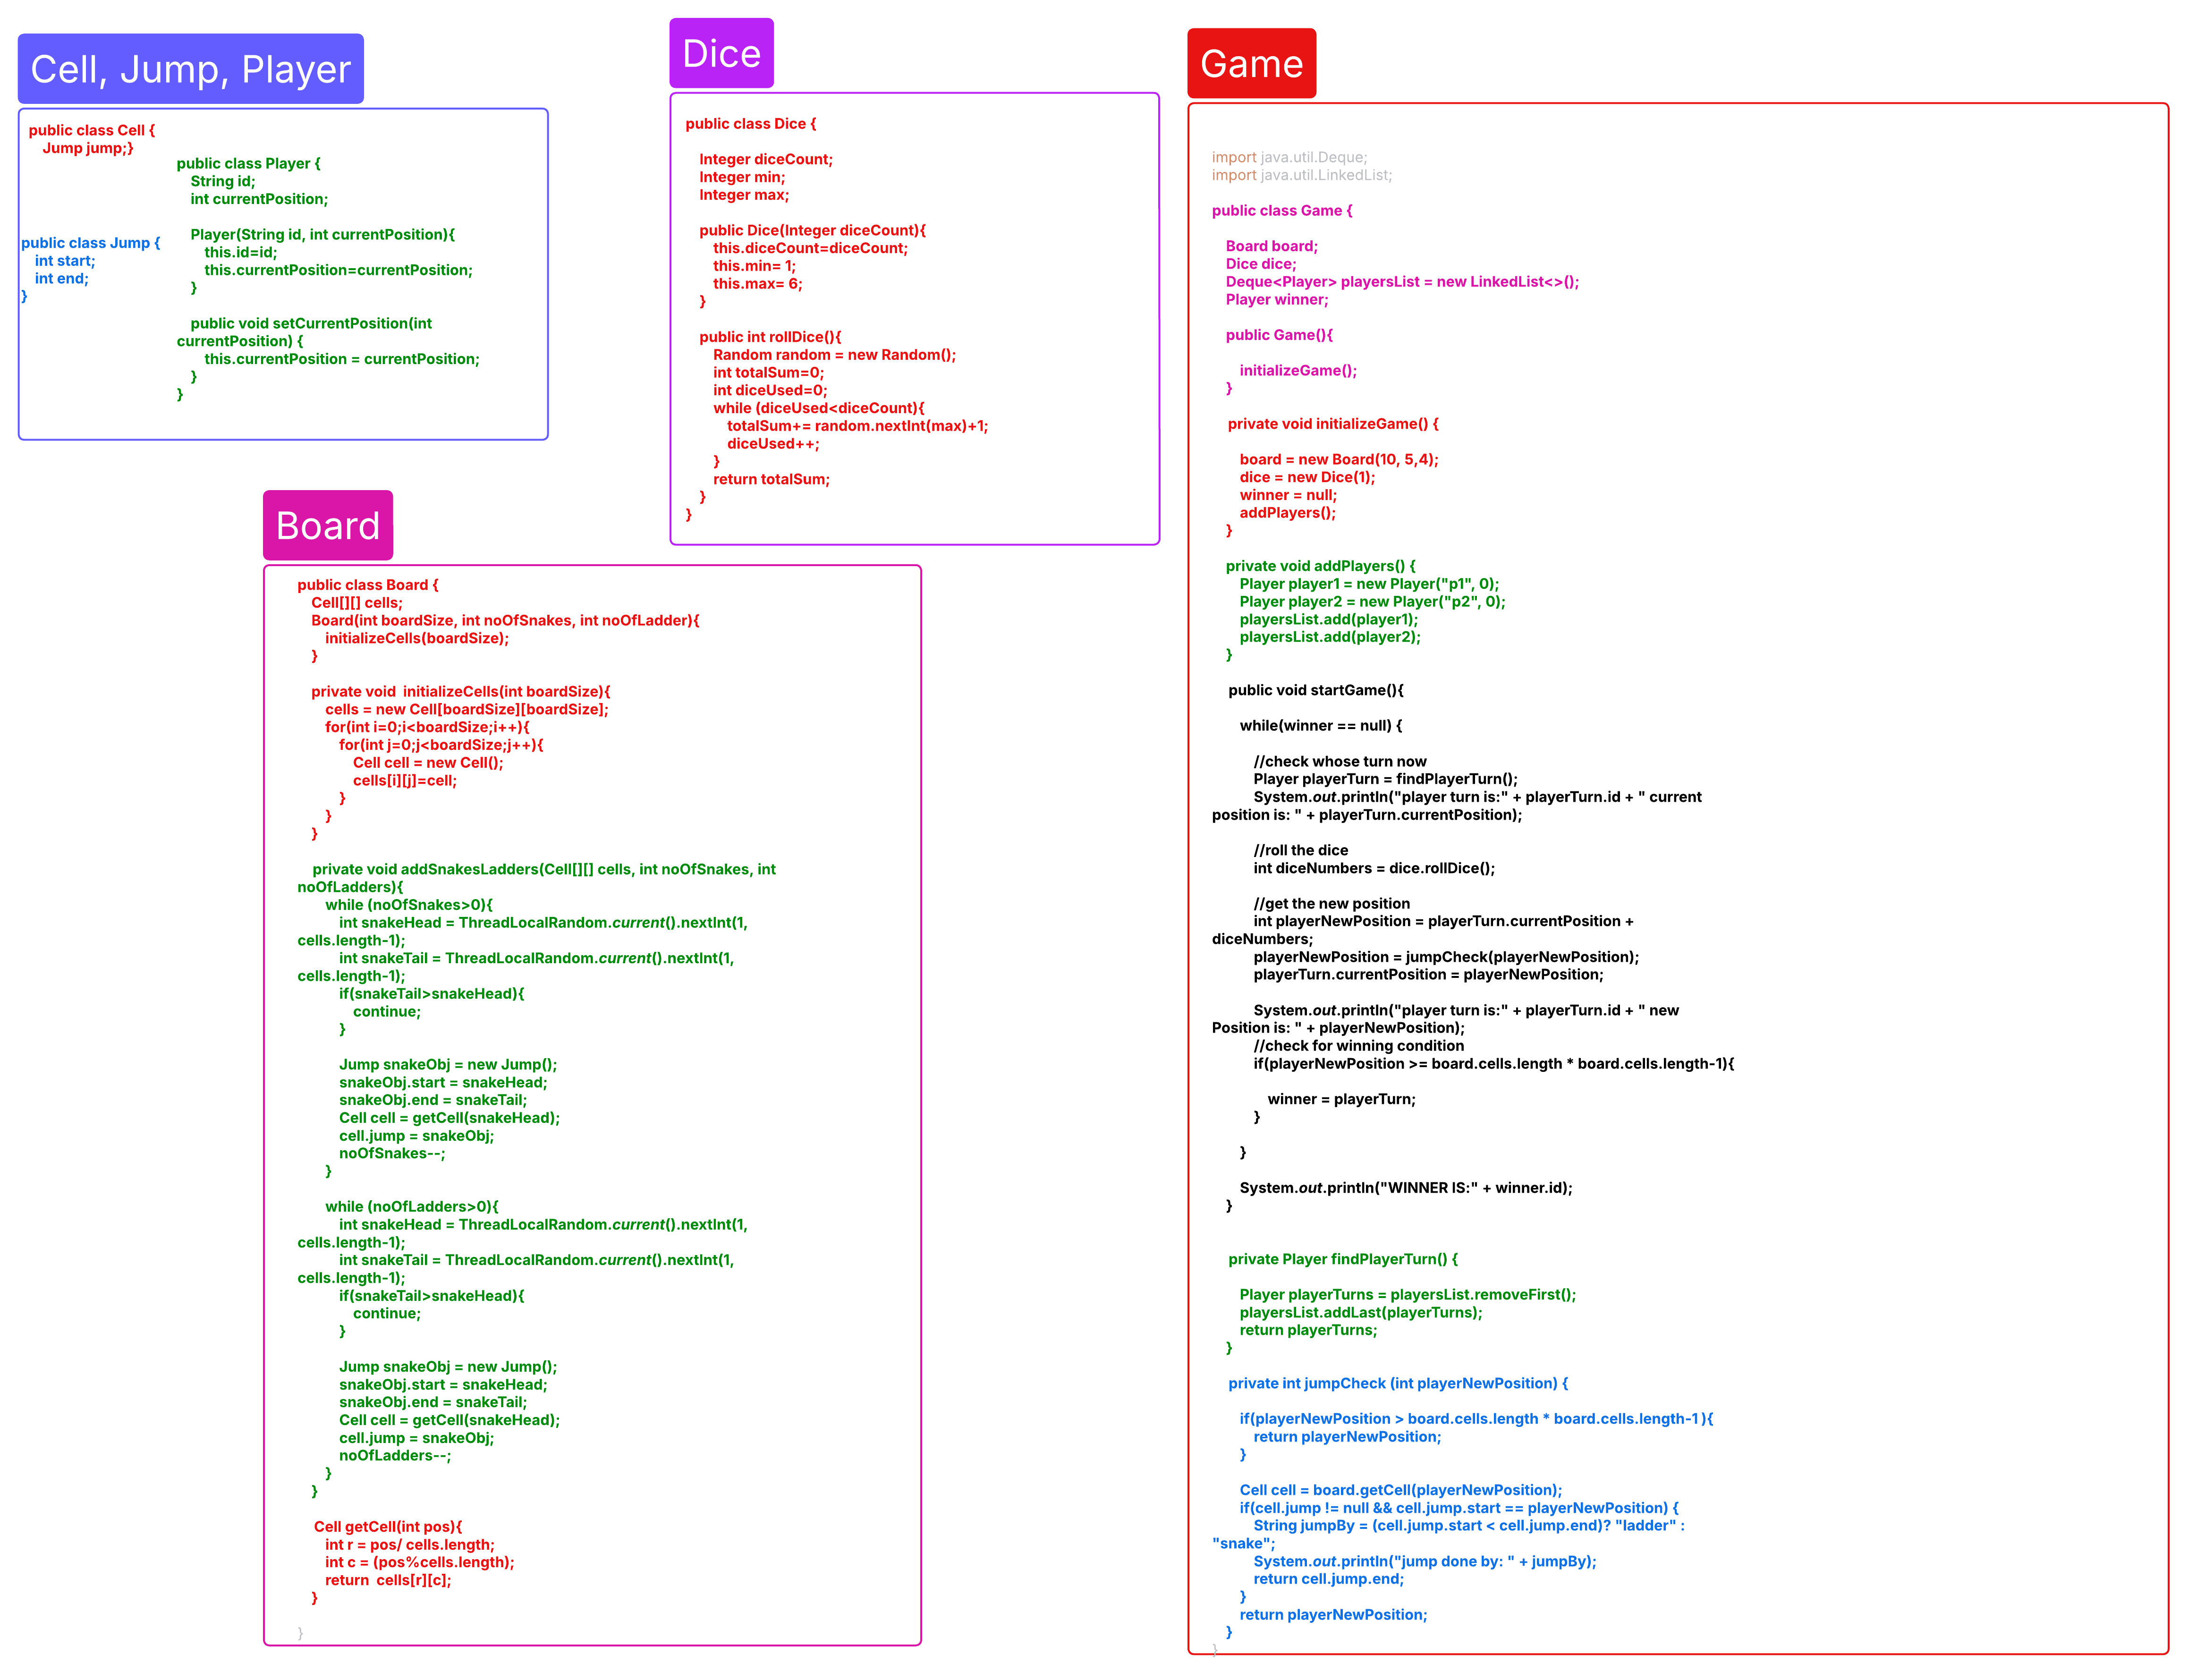 Cell, Jump, Player
public class Cell {
Jump jump;}
public class Jump {
int start;
int end;
}
public class Player {
String id;
int currentPosition;
Player(String id, int currentPosition){
this.id=id;
this.currentPosition=currentPosition;
}
public void setCurrentPosition(int
currentPosition) {
this.currentPosition = currentPosition;
}
}
Dice
public class Dice {
Integer diceCount;
Integer min;
Integer max;
public Dice(Integer diceCount){
this.diceCount=diceCount;
this.min= 1;
this.max= 6;
}
public int rollDice(){
Random random = new Random();
int totalSum=0;
int diceUsed=0;
while (diceUsed<diceCount){
totalSum+= random.nextInt(max)+1;
diceUsed++;
}
return totalSum;
}
}
Board
public class Board {
Cell[][] cells;
Board(int boardSize, int noOfSnakes, int noOfLadder){
initializeCells(boardSize);
}
private void  initializeCells(int boardSize){
cells = new Cell[boardSize][boardSize];
for(int i=0;i<boardSize;i++){
for(int j=0;j<boardSize;j++){
Cell cell = new Cell();
cells[i][j]=cell;
}
}
}
private void addSnakesLadders(Cell[][] cells, int noOfSnakes, int
noOfLadders){
while (noOfSnakes>0){
int snakeHead = ThreadLocalRandom.current().nextInt(1,
cells.length-1);
int snakeTail = ThreadLocalRandom.current().nextInt(1,
cells.length-1);
if(snakeTail>snakeHead){
continue;
}
Jump snakeObj = new Jump();
snakeObj.start = snakeHead;
snakeObj.end = snakeTail;
Cell cell = getCell(snakeHead);
cell.jump = snakeObj;
noOfSnakes--;
}
while (noOfLadders>0){
int snakeHead = ThreadLocalRandom.current().nextInt(1,
cells.length-1);
int snakeTail = ThreadLocalRandom.current().nextInt(1,
cells.length-1);
if(snakeTail>snakeHead){
continue;
}
Jump snakeObj = new Jump();
snakeObj.start = snakeHead;
snakeObj.end = snakeTail;
Cell cell = getCell(snakeHead);
cell.jump = snakeObj;
noOfLadders--;
}
}
Cell getCell(int pos){
int r = pos/ cells.length;
int c = (pos%cells.length);
return  cells[r][c];
}
}
Game
import java.util.Deque;
import java.util.LinkedList;
public class Game {
Board board;
Dice dice;
Deque<Player> playersList = new LinkedList<>();
Player winner;
public Game(){
initializeGame();
}
private void initializeGame() {
board = new Board(10, 5,4);
dice = new Dice(1);
winner = null;
addPlayers();
}
private void addPlayers() {
Player player1 = new Player("p1", 0);
Player player2 = new Player("p2", 0);
playersList.add(player1);
playersList.add(player2);
}
public void startGame(){
while(winner == null) {
//check whose turn now
Player playerTurn = findPlayerTurn();
System.out.println("player turn is:" + playerTurn.id + " current
position is: " + playerTurn.currentPosition);
//roll the dice
int diceNumbers = dice.rollDice();
//get the new position
int playerNewPosition = playerTurn.currentPosition +
diceNumbers;
playerNewPosition = jumpCheck(playerNewPosition);
playerTurn.currentPosition = playerNewPosition;
System.out.println("player turn is:" + playerTurn.id + " new
Position is: " + playerNewPosition);
//check for winning condition
if(playerNewPosition >= board.cells.length * board.cells.length-1){
winner = playerTurn;
}
}
System.out.println("WINNER IS:" + winner.id);
}
private Player findPlayerTurn() {
Player playerTurns = playersList.removeFirst();
playersList.addLast(playerTurns);
return playerTurns;
}
private int jumpCheck (int playerNewPosition) {
if(playerNewPosition > board.cells.length * board.cells.length-1 ){
return playerNewPosition;
}
Cell cell = board.getCell(playerNewPosition);
if(cell.jump != null && cell.jump.start == playerNewPosition) {
String jumpBy = (cell.jump.start < cell.jump.end)? "ladder" :
"snake";
System.out.println("jump done by: " + jumpBy);
return cell.jump.end;
}
return playerNewPosition;
}
}